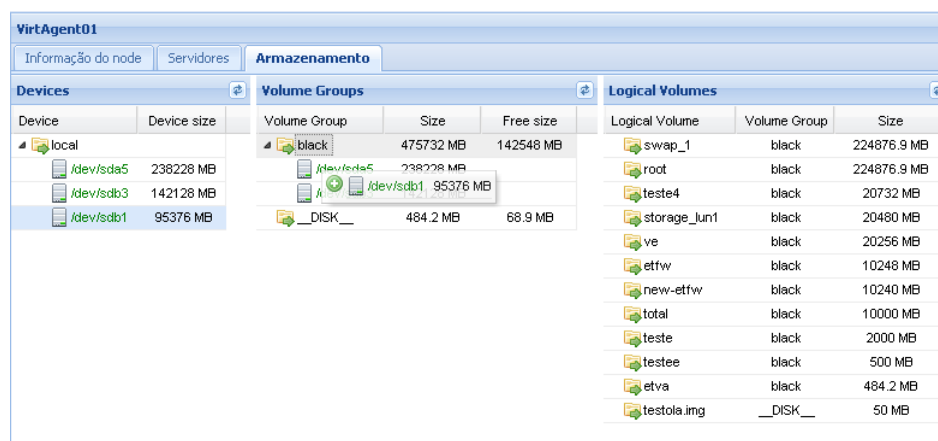 VirtAgent01
Informação do node Servidores Armazenamento
Devices
Device Device size
local
/dev/sda5 238228 MB
/dev/sdb3 142128 MB
/dev/sdb1 95376 MB
Volume Groups
Volume Group Size Free size
black 475732 MB 142548 MB
/dev/sda5 238228 MB
/dev/sdb1 95376 MB
__DISK__ 484.2 MB 68.9 MB
Logical Volumes
Logical Volume Volume Group Size
swap_1 black 224876.9 MB
root black 224876.9 MB
teste4 black 20732 MB
storage_lun1 black 20480 MB
ve black 20256 MB
etfw black 10248 MB
new-etfw black 10240 MB
total black 10000 MB
teste black 2000 MB
testee black 500 MB
etva black 484.2 MB
testola.img __DISK__ 50 MB